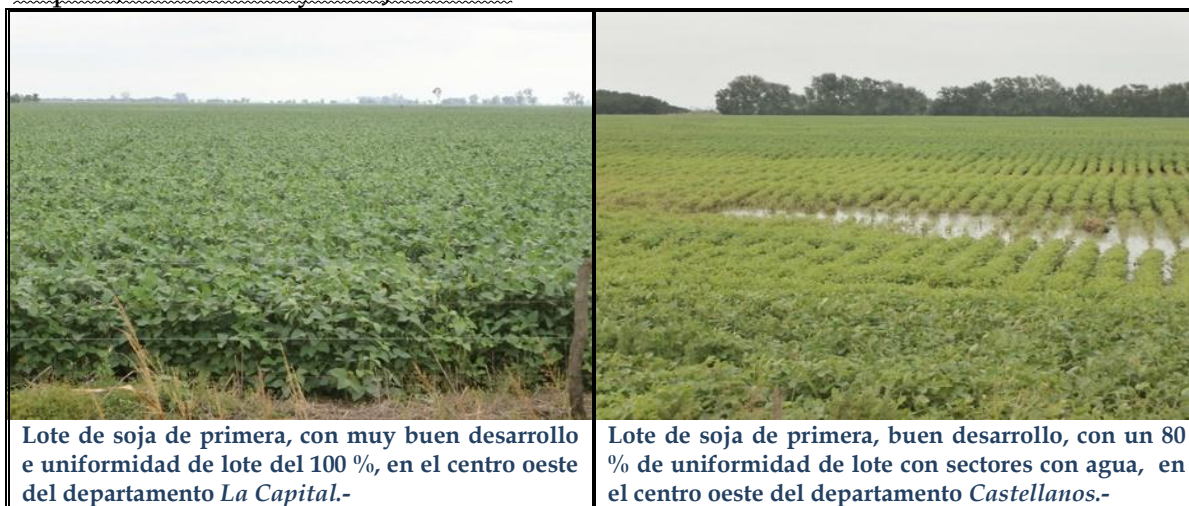 Lote de soja de primera, con muy buen desarrollo
e uniformidad de lote del 100 %, en el centro oeste
del departamento La Capital.-
Lote de soja de primera, buen desarrollo, con un 80
% de uniformidad de lote con sectores con agua, en
el centro oeste del departamento Castellanos.-